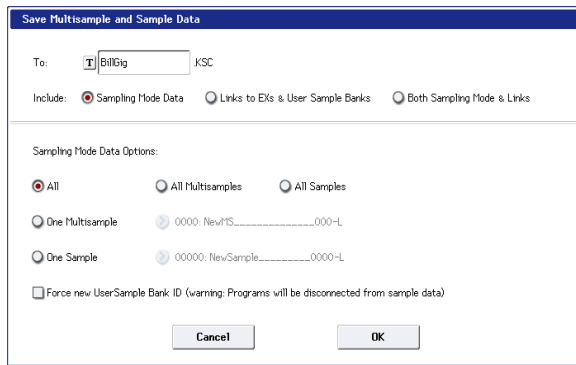 Save Multisample and Sample Data
To: T BillGig .KSC
Include: Sampling Mode Data Links to EXs & User Sample Banks Both Sampling Mode & Links
Sampling Mode Data Options:
All All Multisamples All Samples
One Multisample 0000: NewMS______________000-L
One Sample 00000: NewSample_________0000-L
Force new UserSample Bank ID (warning: Programs will be disconnected from sample data)
Cancel OK